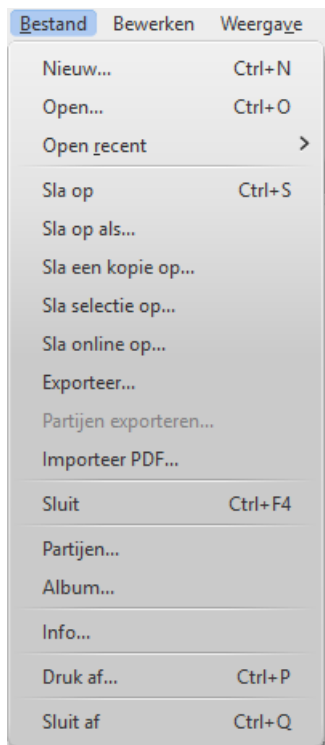 Bestand Bewerken Weergave
Nieuw... Ctrl+N
Open... Ctrl+O
Open recent
Sla op Ctrl+S
Sla op als...
Sla een kopie op...
Sla selectie op...
Sla online op...
Exporteer...
Partijen exporteren...
Importeer PDF...
Sluit Ctrl+F4
Partijen...
Album...
Info...
Druk af... Ctrl+P
Sluit af Ctrl+Q